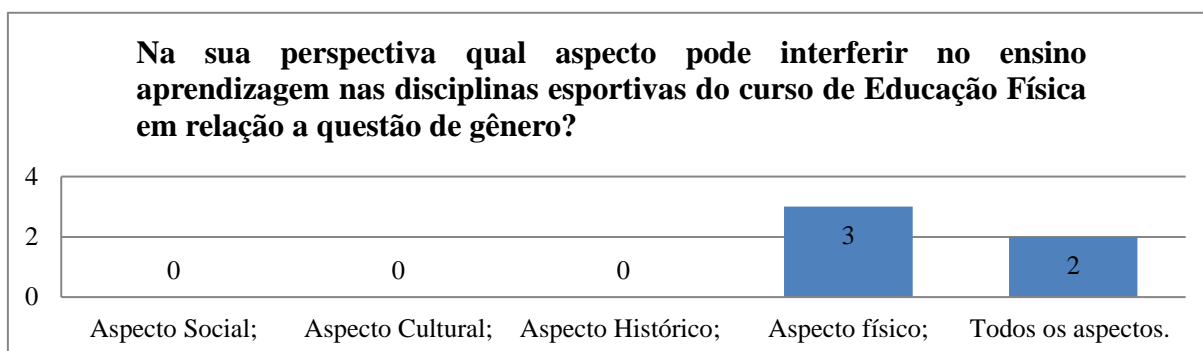 Na sua perspectiva qual aspecto pode interferir no ensino
aprendizagem nas disciplinas esportivas do curso de Educação Física
em relação a questão de gênero?
4
2
0
0
0
0
3
2
Aspecto Social;
Aspecto Cultural;
Aspecto Histórico;
Aspecto físico;
Todos os aspectos.